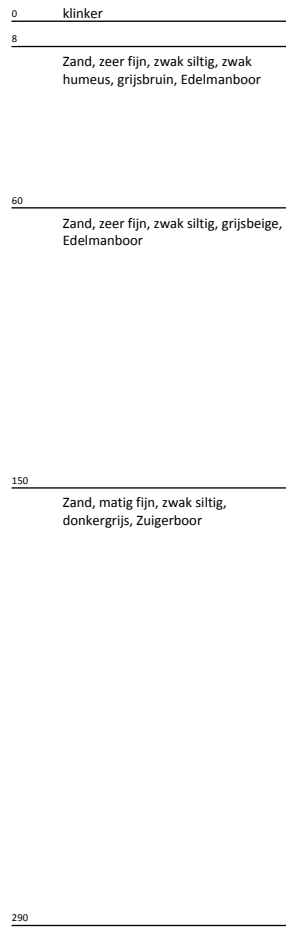 0 klinker
8
Zand, zeer fijn, zwak siltig, zwak
humeus, grijsbruin, Edelmanboor
60
Zand, zeer fijn, zwak siltig, grijsbeige,
Edelmanboor
150
Zand, matig fijn, zwak siltig,
donkergrijs, Zuigerboor
290